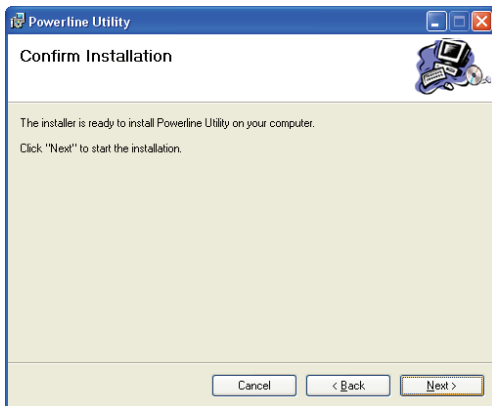 Powerline Utility
Confirm Installation
The installer is ready to install Powerline Utility on your computer.
Click "Next" to start the installation.
Cancel
< Back
Next >